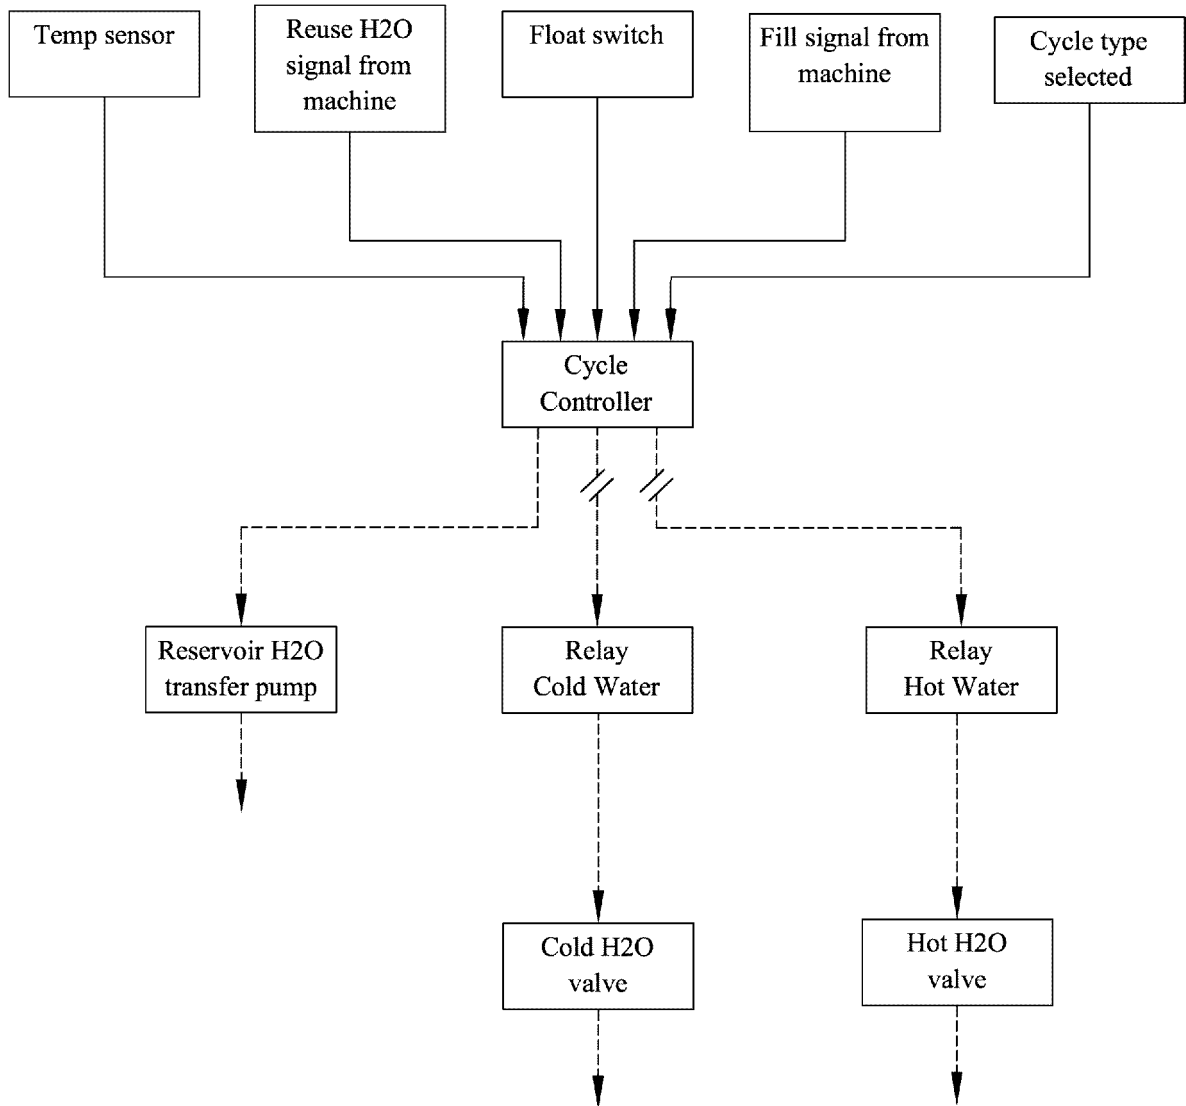 Temp sensor
Reuse H2O
signal from
machine
Float switch
Fill signal from
machine
Cycle type
selected
Cycle
Controller
Reservoir H2O
transfer pump
Relay
Cold Water
Relay
Hot Water
Cold H2O
valve
Hot H2O
valve